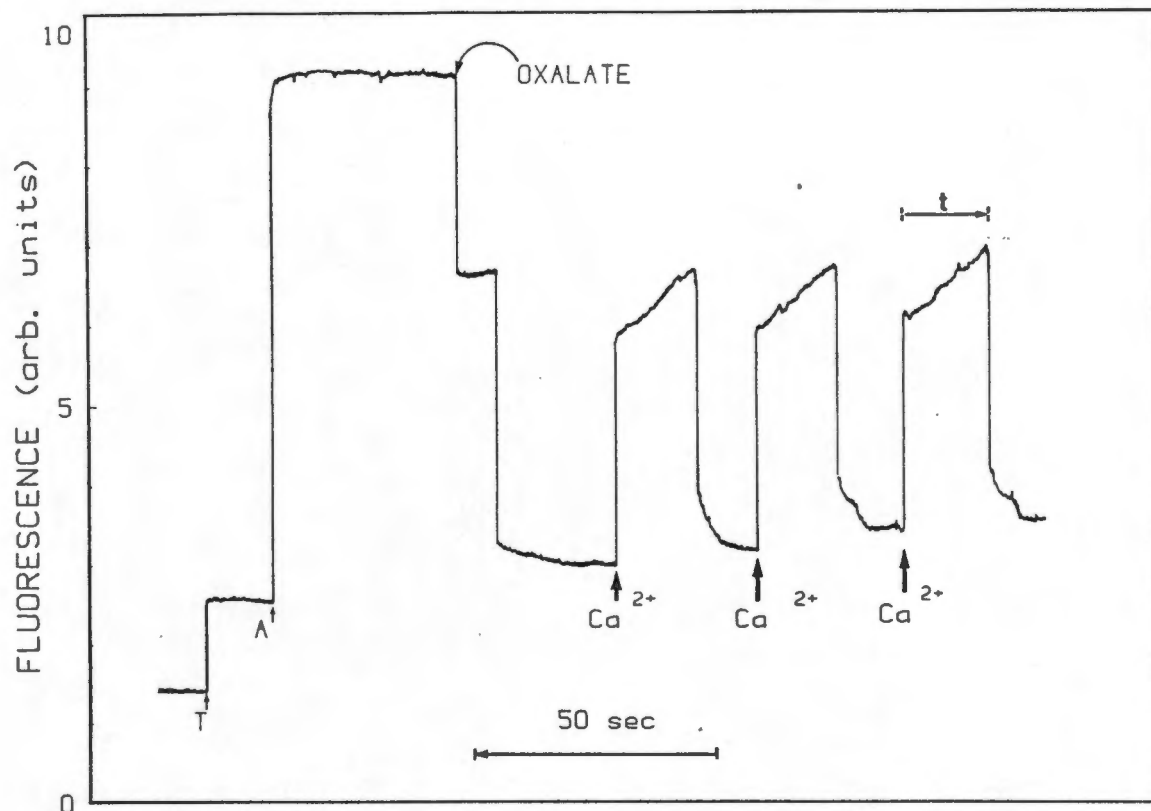 10
OXALATE
t
FLUORESCENCE (arb. units)
5
Ca 2+
Ca 2+
Ca 2+
A
T
50 sec
0